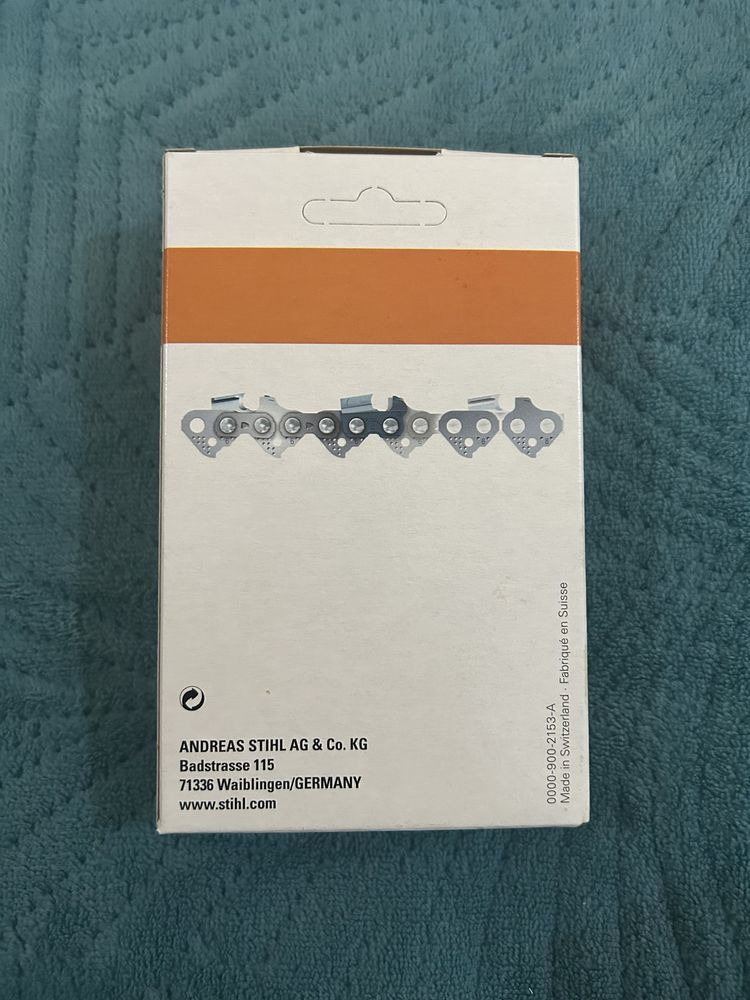 ANDREAS STIHL AG & Co. KG
Badstrasse 115
71336 Waiblingen/GERMANY
www.stihl.com
0000-900-2153-A
Made in Switzerland · Fabriqué en Suisse